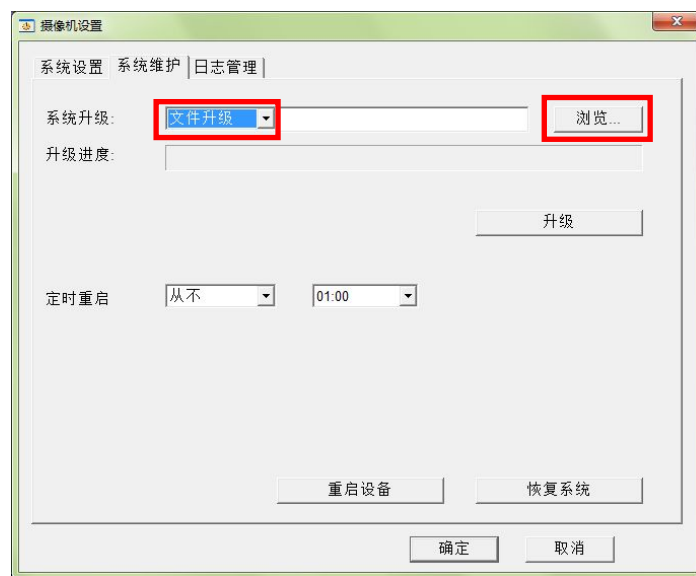 摄像机设置
系统设置 系统维护 日志管理
系统升级: 文件升级 浏览...
升级进度:
升级
定时重启 从不 01:00
重启设备 恢复系统
确定 取消